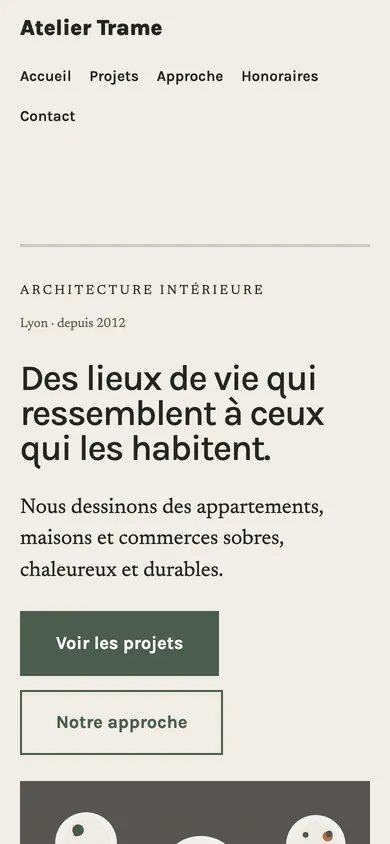 Atelier Trame
Accueil Projets Approche Honoraires
Contact
ARCHITECTURE INTÉRIEURE
Lyon · depuis 2012
Des lieux de vie qui
ressemblent à ceux
qui les habitent.
Nous dessinons des appartements,
maisons et commerces sobres,
chaleureux et durables.
Voir les projets
Notre approche